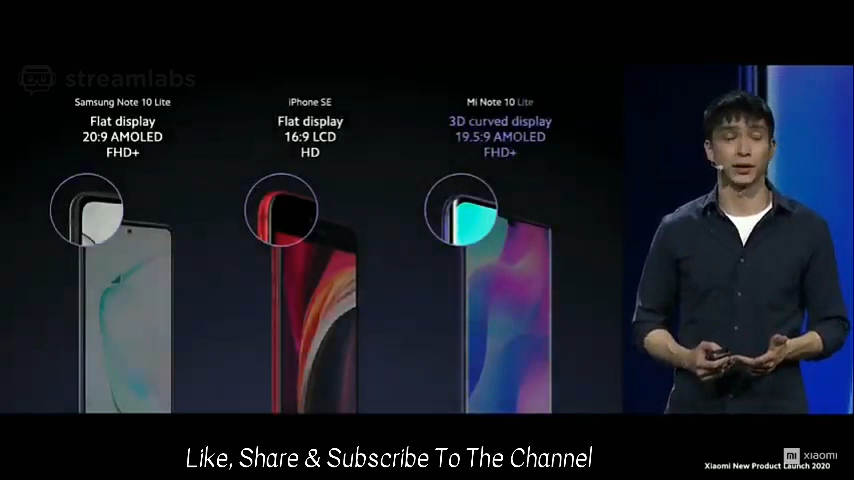 streamlabs
Samsung Note 10 Lite
Flat display
20:9 AMOLED
FHD+
iPhone SE
Flat display
16:9 LCD
HD
Mi Note 10 Lite
3D curved display
19.5:9 AMOLED
FHD+
Like, Share & Subscribe To The Channel
mi xiaomi
Xiaomi New Product Launch 2020